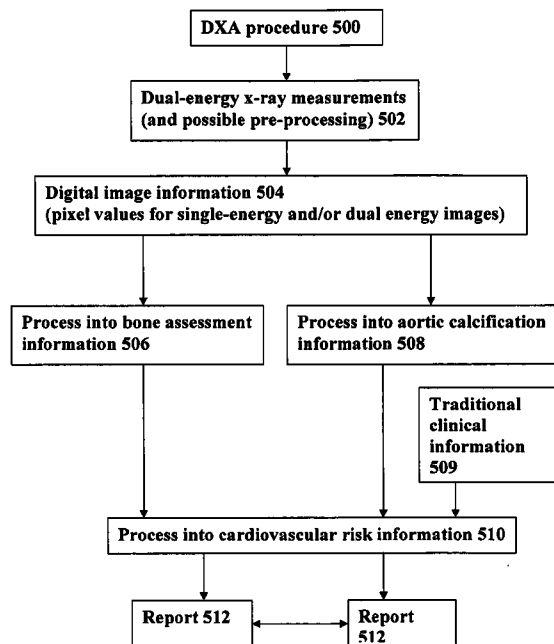 DXA procedure 500
Dual-energy x-ray measurements
(and possible pre-processing) 502
Digital image information 504
(pixel values for single-energy and/or dual energy images)
Process into bone assessment
information 506
Process into aortic calcification
information 508
Traditional
clinical
information
509
Process into cardiovascular risk information 510
Report 512
Report
512